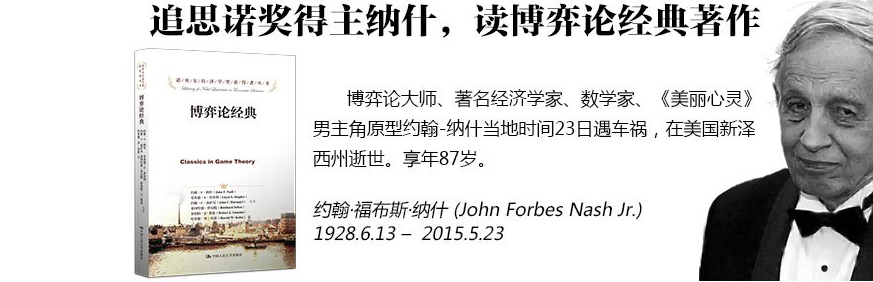 追思诺奖得主纳什，读博弈论经典著作
诺贝尔经济学奖获得者丛书
Library of Nobel Laureates in Economic Sciences
博弈论经典
Classics in Game Theory
中国人民大学出版社
博弈论大师、著名经济学家、数学家、《美丽心灵》
男主角原型约翰-纳什当地时间23日遇车祸，在美国新泽
西州逝世。享年87岁。
约翰·福布斯·纳什 (John Forbes Nash Jr.)
1928.6.13 – 2015.5.23